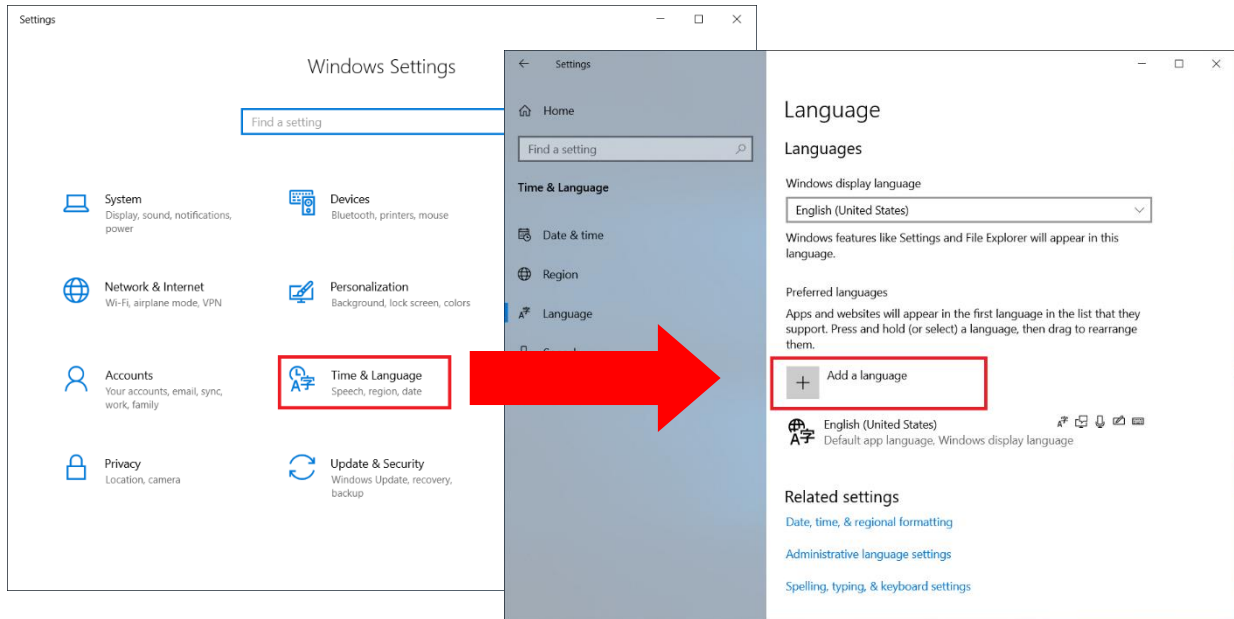 Settings
Windows Settings
Find a setting
System
Display, sound, notifications,
power
Devices
Bluetooth, printers, mouse
Network & Internet
Wi-Fi, airplane mode, VPN
Personalization
Background, lock screen, colors
Accounts
Your accounts, email, sync,
work, family
Time & Language
Speech, region, date
Privacy
Location, camera
Update & Security
Windows Update, recovery,
backup
Settings
Home
Find a setting
Time & Language
Date & time
Region
Language
Language
Languages
Windows display language
English (United States)
Windows features like Settings and File Explorer will appear in this
language.
Preferred languages
Apps and websites will appear in the first language in the list that they
support. Press and hold (or select) a language, then drag to rearrange
them.
Add a language
English (United States)
Default app language, Windows display language
Related settings
Date, time, & regional formatting
Administrative language settings
Spelling, typing, & keyboard settings